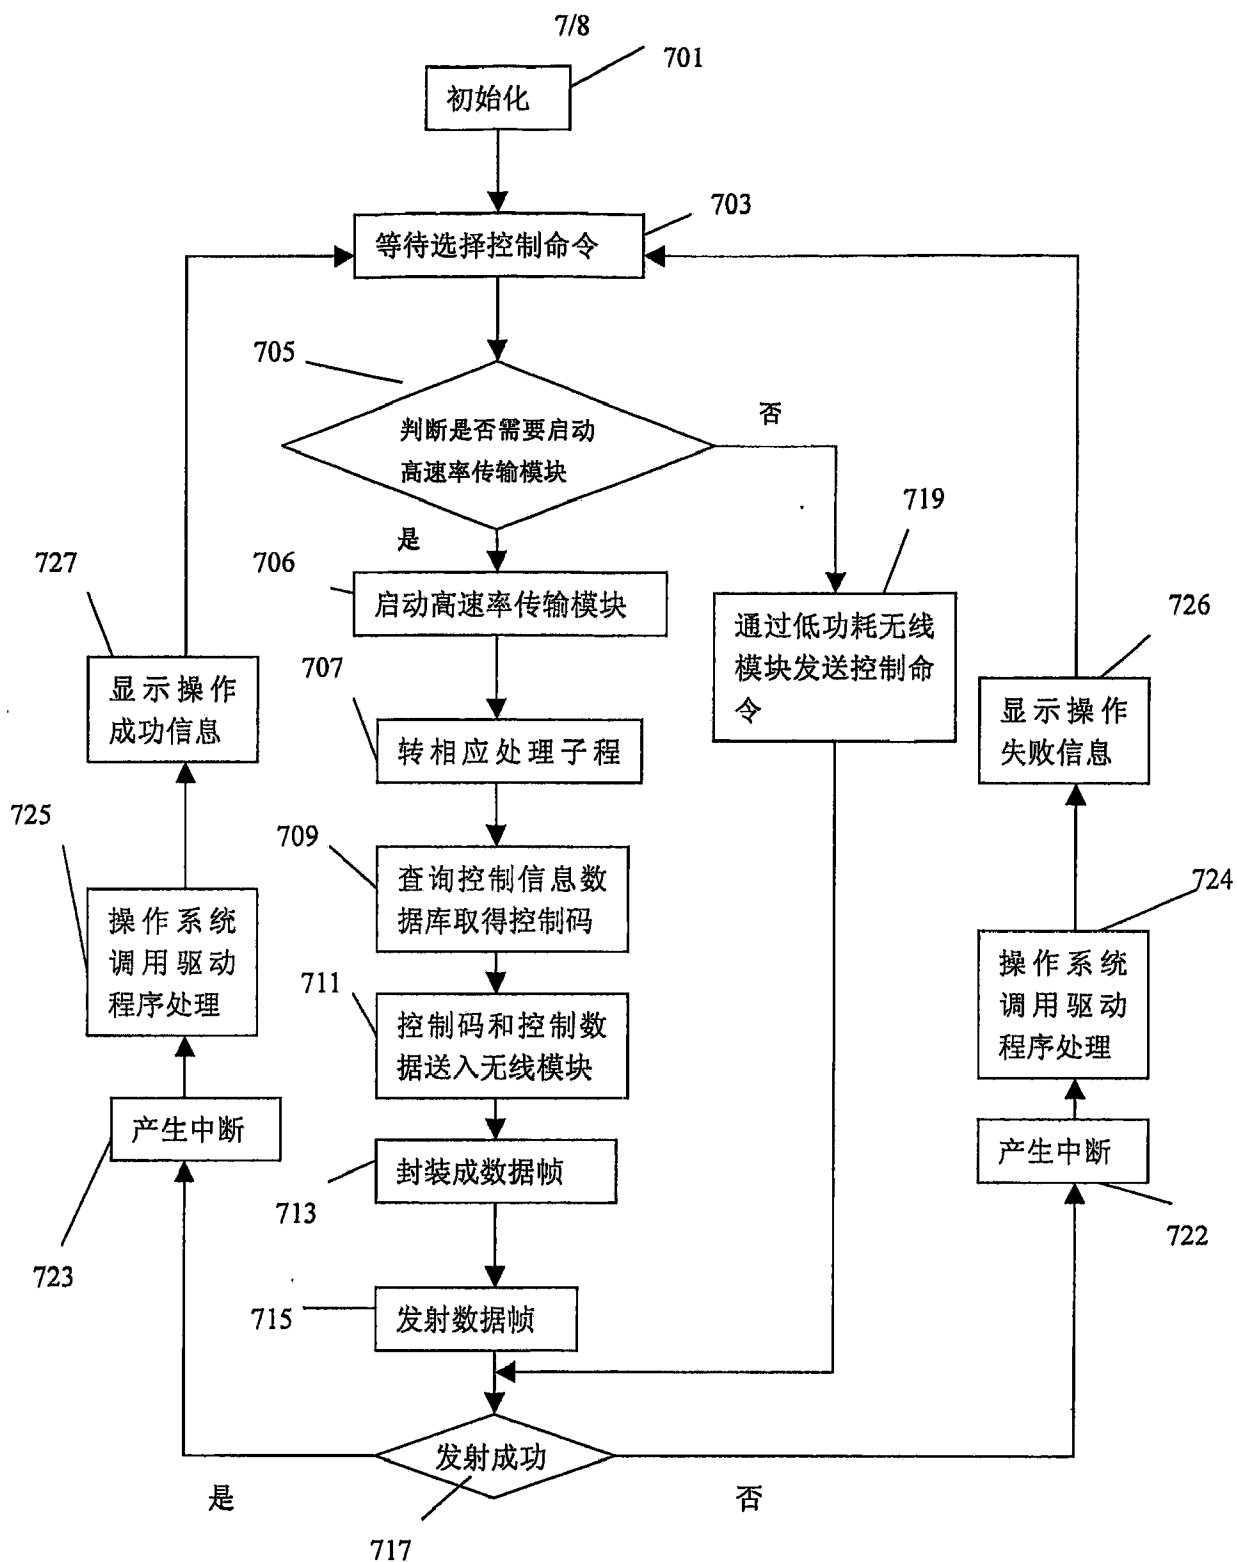 7/8
701
初始化
703
等待选择控制命令
705
判断是否需要启动
高速率传输模块
否
是
719
727
706
启动高速率传输模块
通过低功耗无线
模块发送控制命
令
726
显示操作
成功信息
707
转相应处理子程
显示操作
失败信息
725
709
查询控制信息数
据库取得控制码
724
操作系统
调用驱动
程序处理
711
控制码和控制数
据送入无线模块
操作系统
调用驱动
程序处理
产生中断
713
封装成数据帧
产生中断
722
723
715
发射数据帧
发射成功
是
否
717